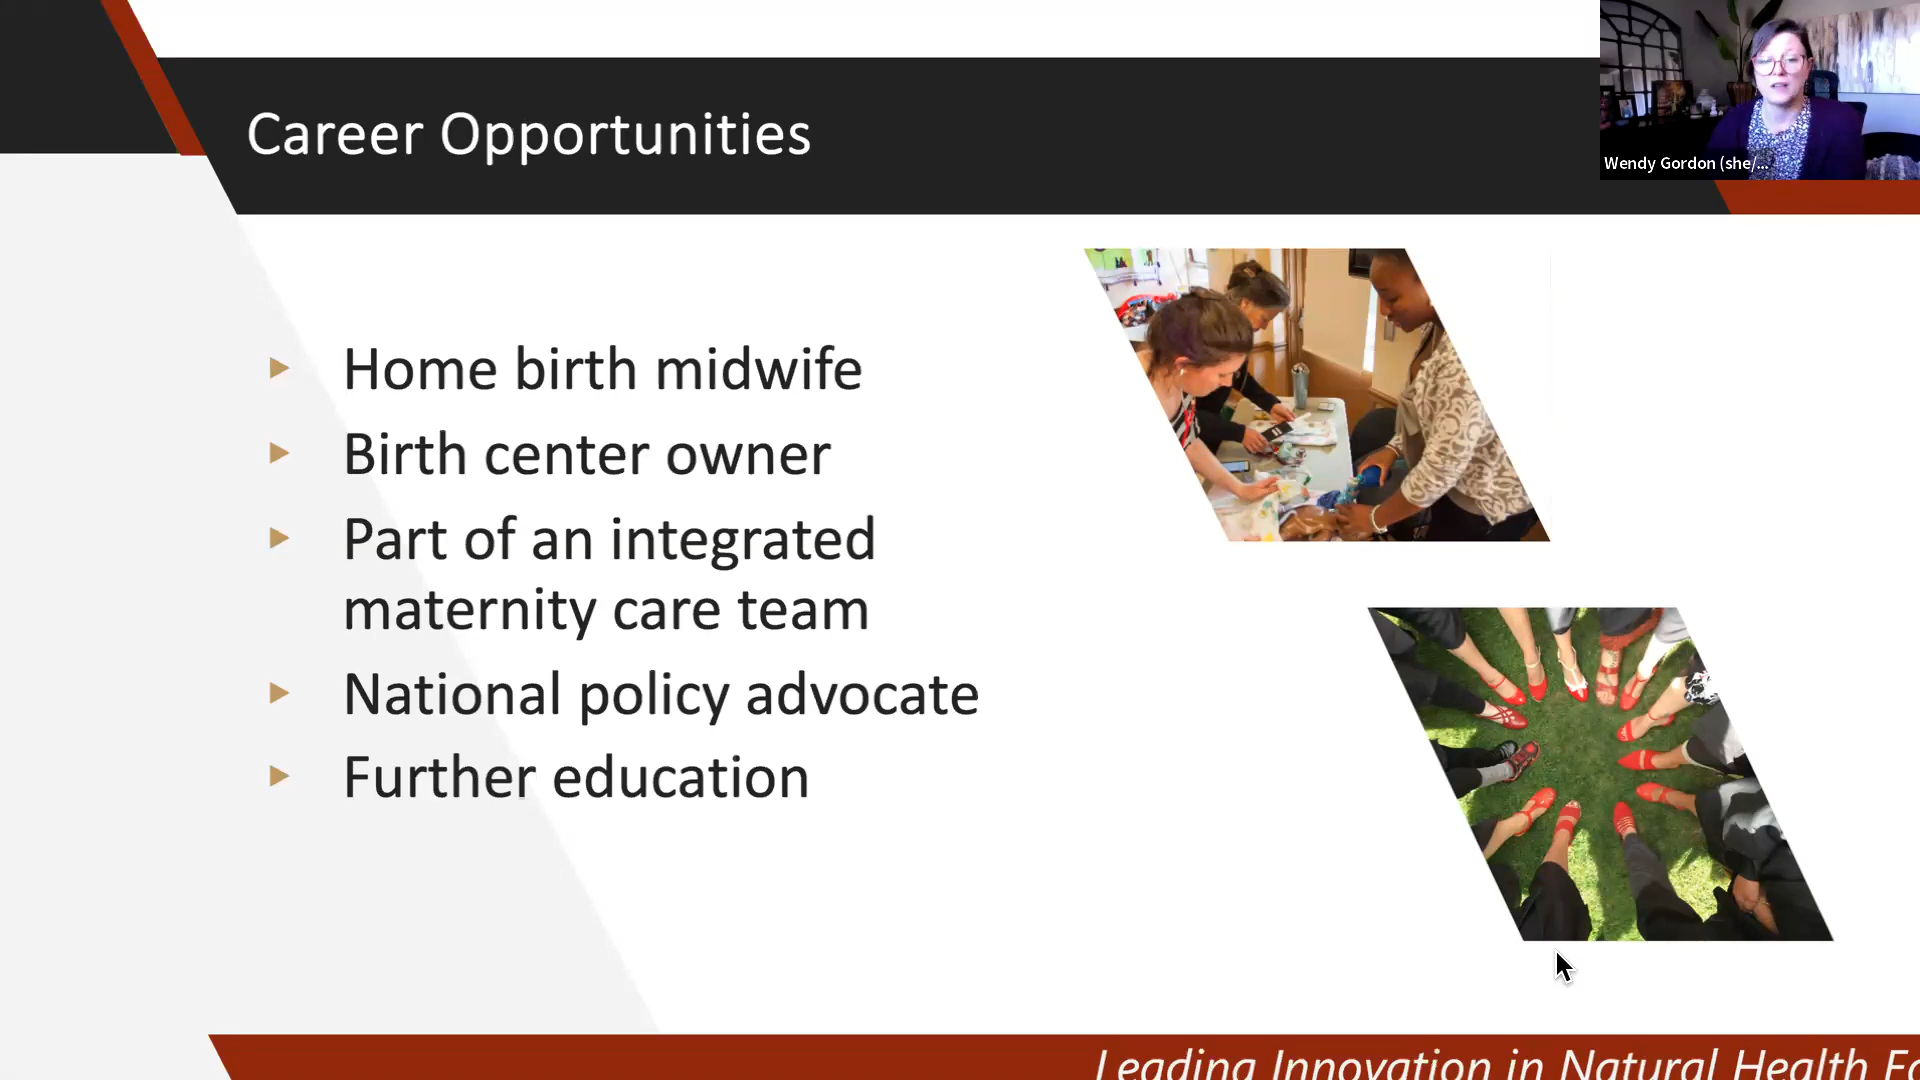 Career Opportunities
Wendy Gordon (she/...
Home birth midwife
Birth center owner
Part of an integrated
maternity care team
National policy advocate
Further education
Leading Innovation in Natural Health